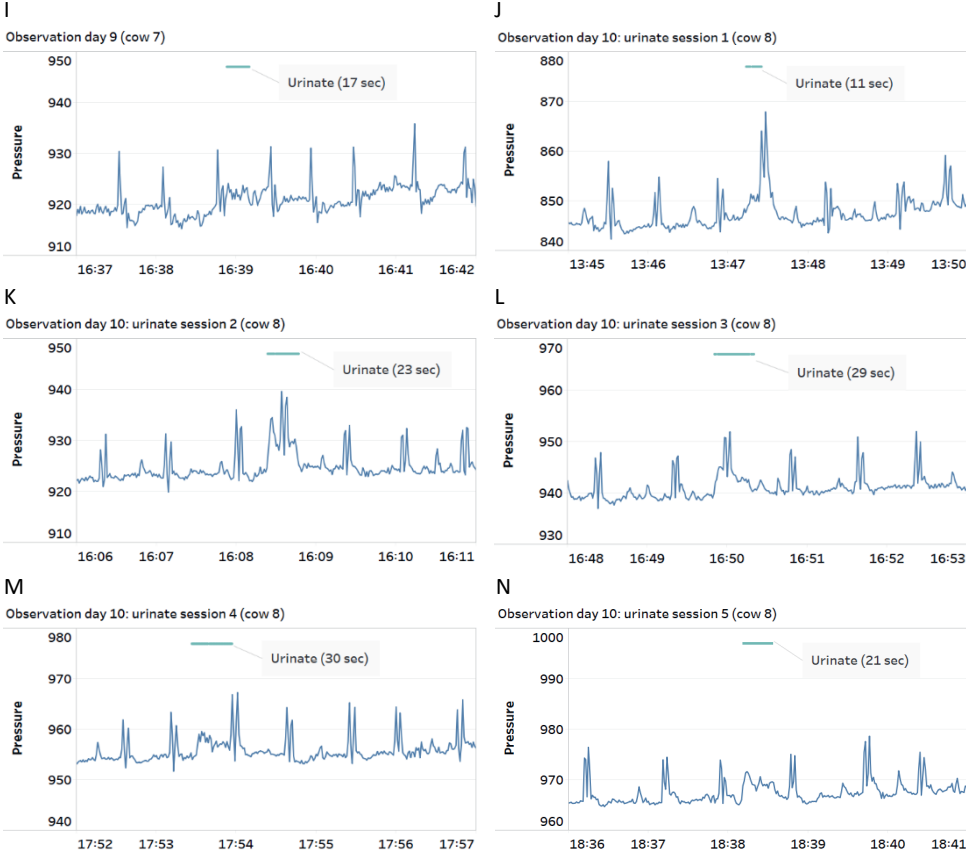 I
Observation day 9 (cow 7)
950
940
930
920
910
Pressure
Urinate (17 sec)
16:37 16:38 16:39 16:40 16:41 16:42
J
Observation day 10: urinate session 1 (cow 8)
880
870
860
850
840
Pressure
Urinate (11 sec)
13:45 13:46 13:47 13:48 13:49 13:50
K
Observation day 10: urinate session 2 (cow 8)
950
940
930
920
910
Pressure
Urinate (23 sec)
16:06 16:07 16:08 16:09 16:10 16:11
L
Observation day 10: urinate session 3 (cow 8)
970
960
950
940
930
Pressure
Urinate (29 sec)
16:48 16:49 16:50 16:51 16:52 16:53
M
Observation day 10: urinate session 4 (cow 8)
980
970
960
950
940
Pressure
Urinate (30 sec)
17:52 17:53 17:54 17:55 17:56 17:57
N
Observation day 10: urinate session 5 (cow 8)
1000
990
980
970
960
Pressure
Urinate (21 sec)
18:36 18:37 18:38 18:39 18:40 18:41